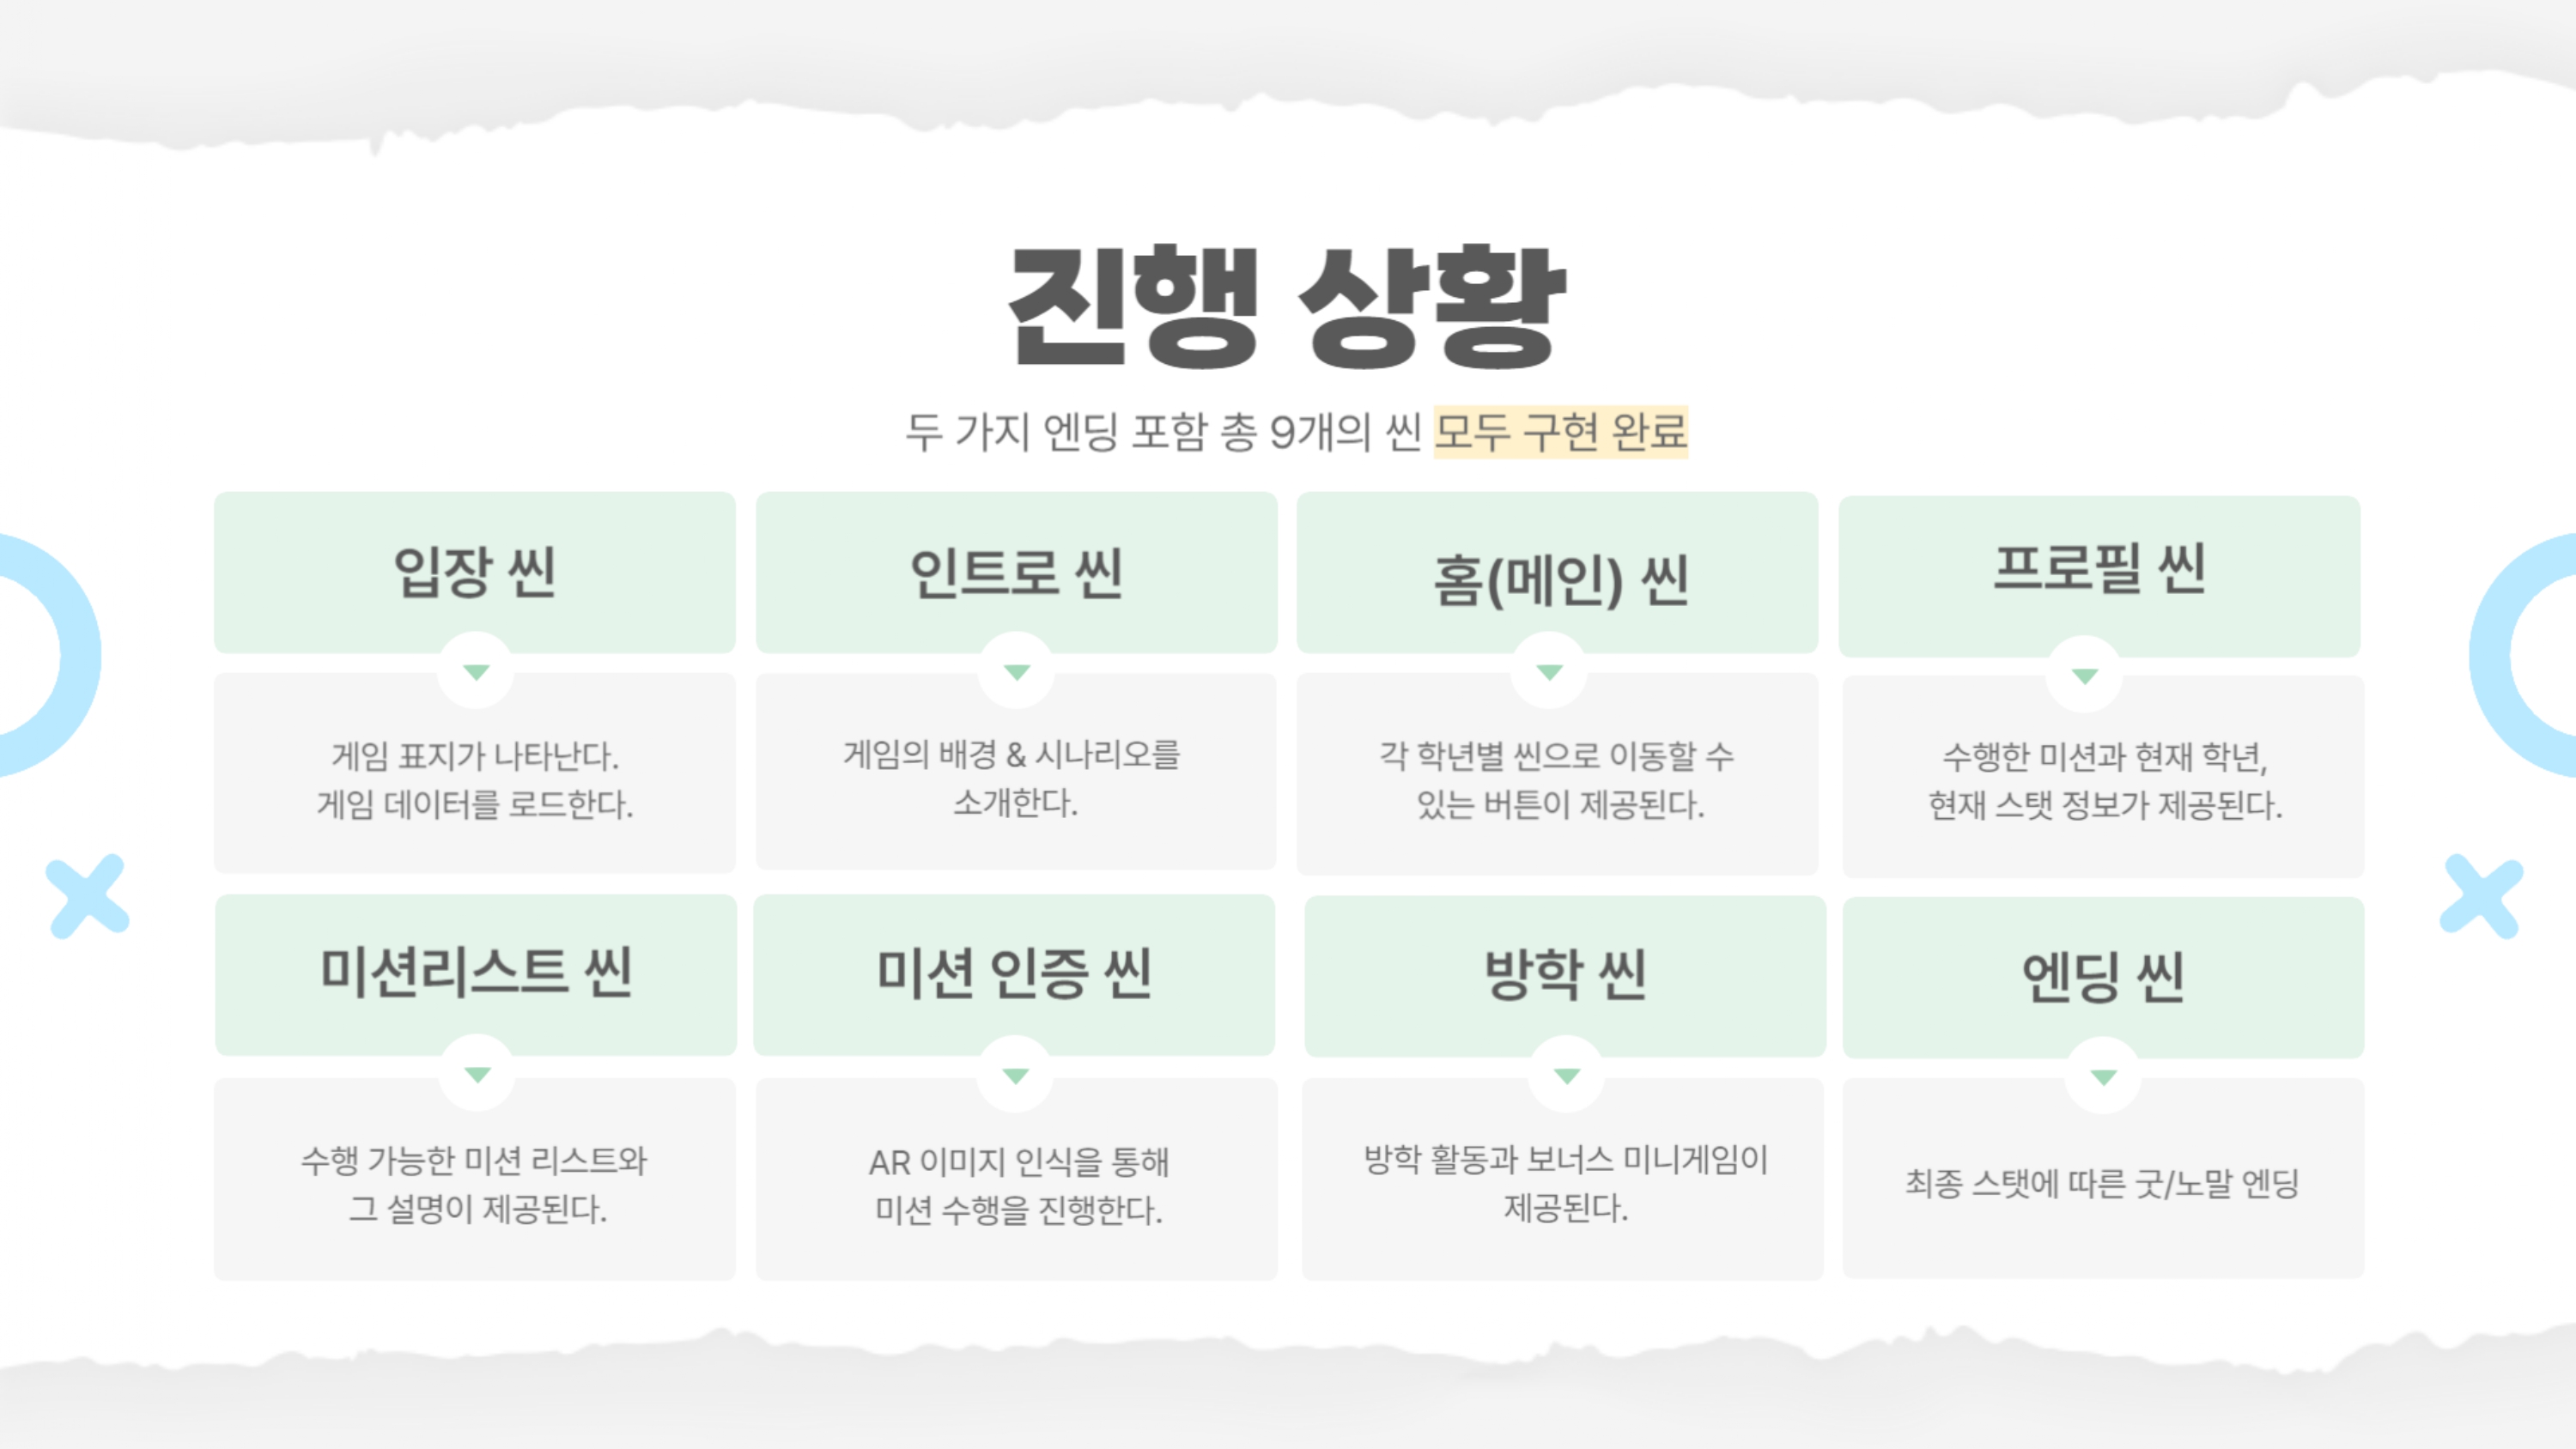 진행 상황
두 가지 엔딩 포함 총 9개의 씬 모두 구현 완료
입장 씬
게임 표지가 나타난다.
게임 데이터를 로드한다.
인트로 씬
게임의 배경 & 시나리오를
소개한다.
홈(메인) 씬
각 학년별 씬으로 이동할 수
있는 버튼이 제공된다.
프로필 씬
수행한 미션과 현재 학년,
현재 스탯 정보가 제공된다.
미션리스트 씬
수행 가능한 미션 리스트와
그 설명이 제공된다.
미션 인증 씬
AR 이미지 인식을 통해
미션 수행을 진행한다.
방학 씬
방학 활동과 보너스 미니게임이
제공된다.
엔딩 씬
최종 스탯에 따른 굿/노말 엔딩